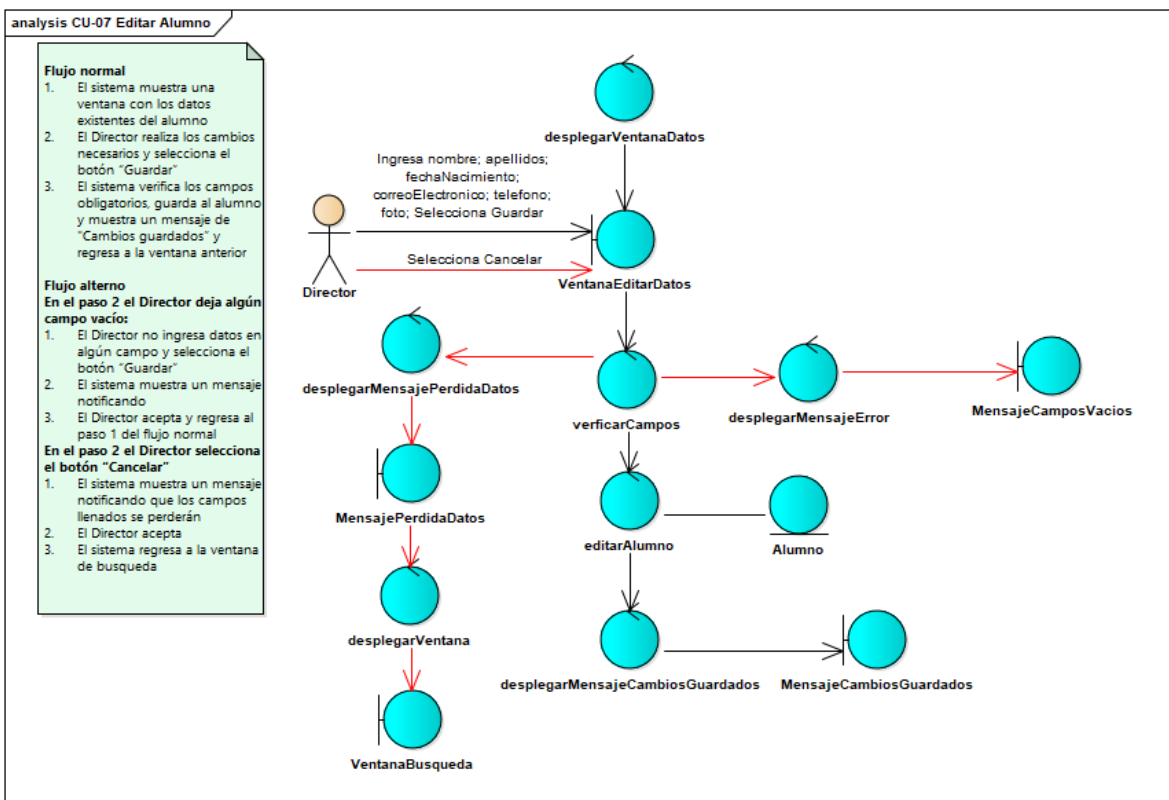 analysis CU-07 Editar Alumno
Flujo normal
1. El sistema muestra una
ventana con los datos
existentes del alumno
2. El Director realiza los cambios
necesarios y selecciona el
botón "Guardar"
3. El sistema verifica los campos
obligatorios, guarda al alumno
y muestra un mensaje de
"Cambios guardados" y
regresa a la ventana anterior
Flujo alterno
En el paso 2 el Director deja algún
campo vacío:
1. El Director no ingresa datos en
algún campo y selecciona el
botón "Guardar"
2. El sistema muestra un mensaje
notificando
3. El Director acepta y regresa al
paso 1 del flujo normal
En el paso 2 el Director selecciona
el botón "Cancelar"
1. El sistema muestra un mensaje
notificando que los campos
llenados se perderán
2. El Director acepta
3. El sistema regresa a la ventana
de busqueda
desplegarVentanaDatos
Ingresa nombre; apellidos;
fechaNacimiento;
correoElectronico; telefono;
foto; Selecciona Guardar
Selecciona Cancelar
Director
VentanaEditarDatos
desplegarMensajePerdidaDatos
verficarCampos
desplegarMensajeError
MensajeCamposVacios
MensajePerdidaDatos
editarAlumno
Alumno
desplegarVentana
desplegarMensajeCambiosGuardados
MensajeCambiosGuardados
VentanaBusqueda